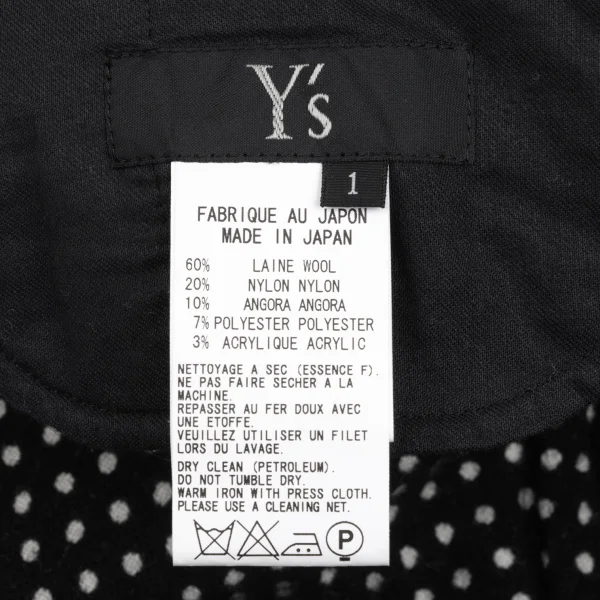 Y's
1
FABRIQUE AU JAPON
MADE IN JAPAN
60% LAINE WOOL
20% NYLON NYLON
10% ANGORA ANGORA
7% POLYESTER POLYESTER
3% ACRYLIQUE ACRYLIC
NETTOYAGE A SEC (ESSENCE F).
NE PAS FAIRE SECHER A LA
MACHINE.
REPASSER AU FER DOUX AVEC
UNE ETOFFE.
VEUILLEZ UTILISER UN FILET
LORS DU LAVAGE.
DRY CLEAN (PETROLEUM).
DO NOT TUMBLE DRY.
WARM IRON WITH PRESS CLOTH.
PLEASE USE A CLEANING NET.
P